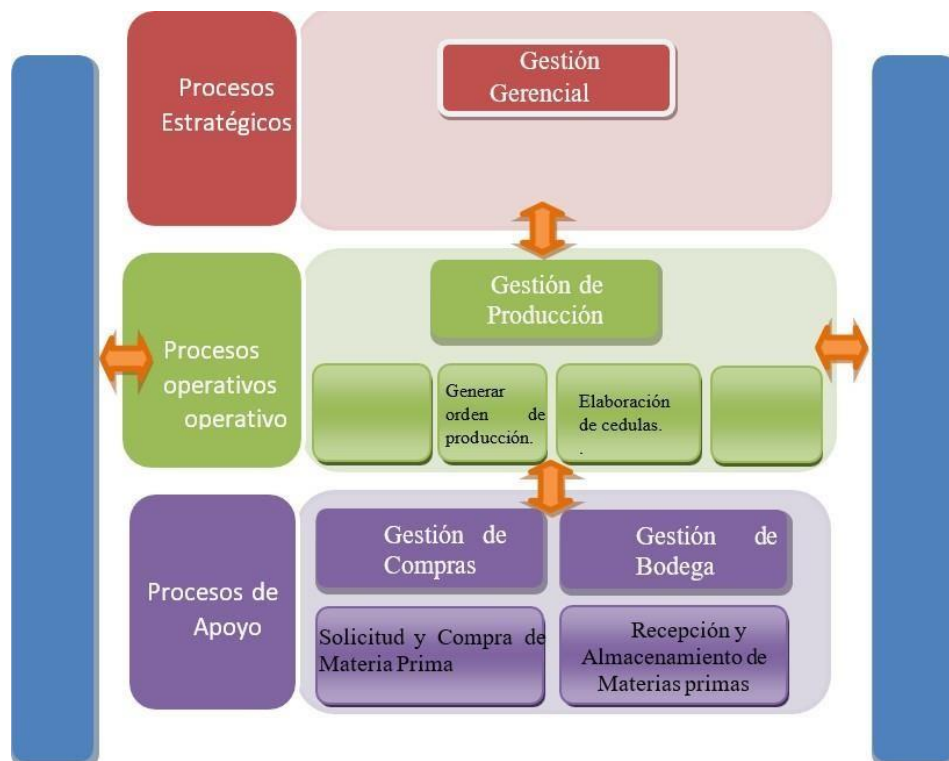 Procesos
Estratégicos
Gestión
Gerencial
Gestión de
Producción
Procesos
operativos
operativo
Generar
orden de
producción.
Elaboración
de cedulas.
.
Gestión de
Compras
Gestión de
Bodega
Procesos de
Apoyo
Solicitud y Compra de
Materia Prima
Recepción y
Almacenamiento de
Materias primas